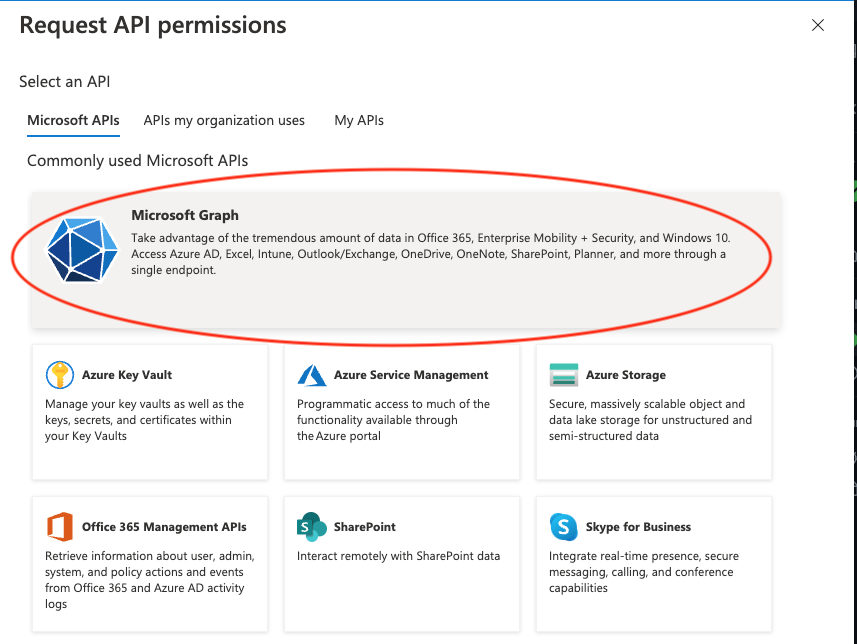 Request API permissions
Select an API
Microsoft APIs
APIs my organization uses
My APIs
Commonly used Microsoft APIs
Microsoft Graph
Take advantage of the tremendous amount of data in Office 365, Enterprise Mobility + Security, and Windows 10.
Access Azure AD, Excel, Intune, Outlook/Exchange, OneDrive, OneNote, SharePoint, Planner, and more through a
single endpoint.
Azure Key Vault
Manage your key vaults as well as the
keys, secrets, and certificates within
your Key Vaults
Azure Service Management
Programmatic access to much of the
functionality available through
the Azure portal
Azure Storage
Secure, massively scalable object and
data lake storage for unstructured and
semi-structured data
Office 365 Management APIs
Retrieve information about user, admin,
system, and policy actions and events
from Office 365 and Azure AD activity
logs
SharePoint
Interact remotely with SharePoint data
Skype for Business
Integrate real-time presence, secure
messaging, calling, and conference
capabilities